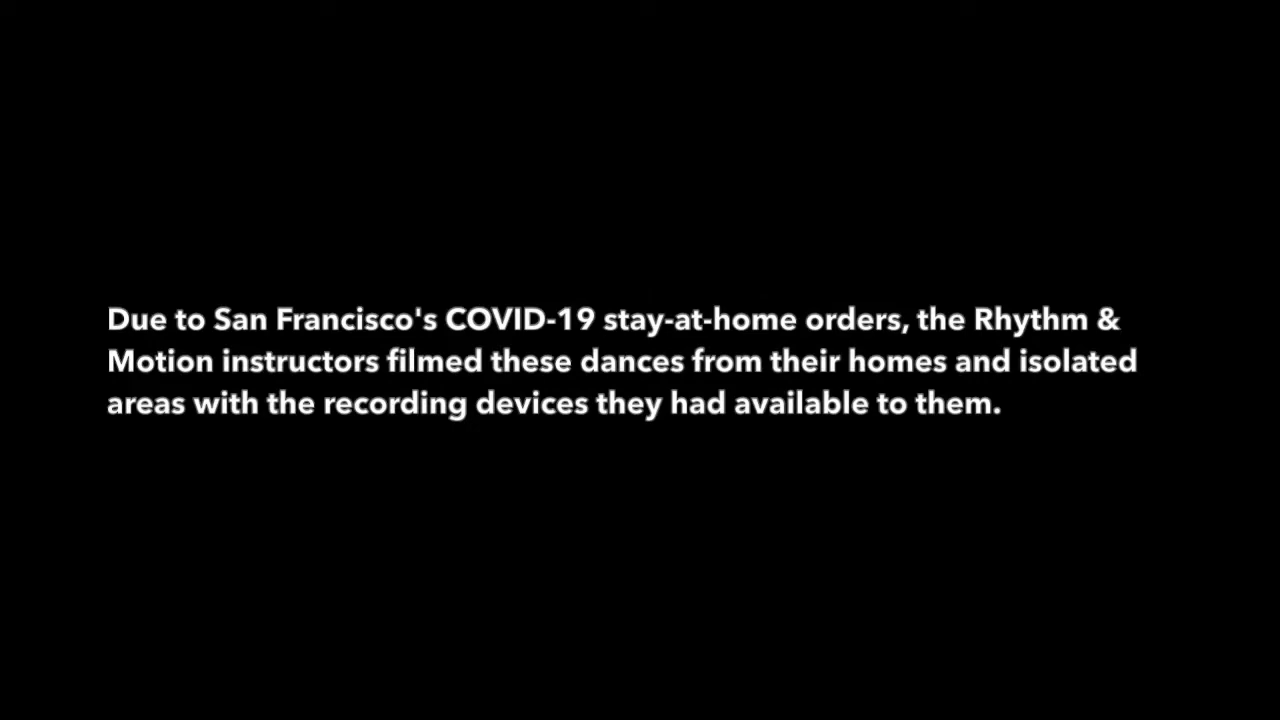 Due to San Francisco's COVID-19 stay-at-home orders, the Rhythm &
Motion instructors filmed these dances from their homes and isolated
areas with the recording devices they had available to them.